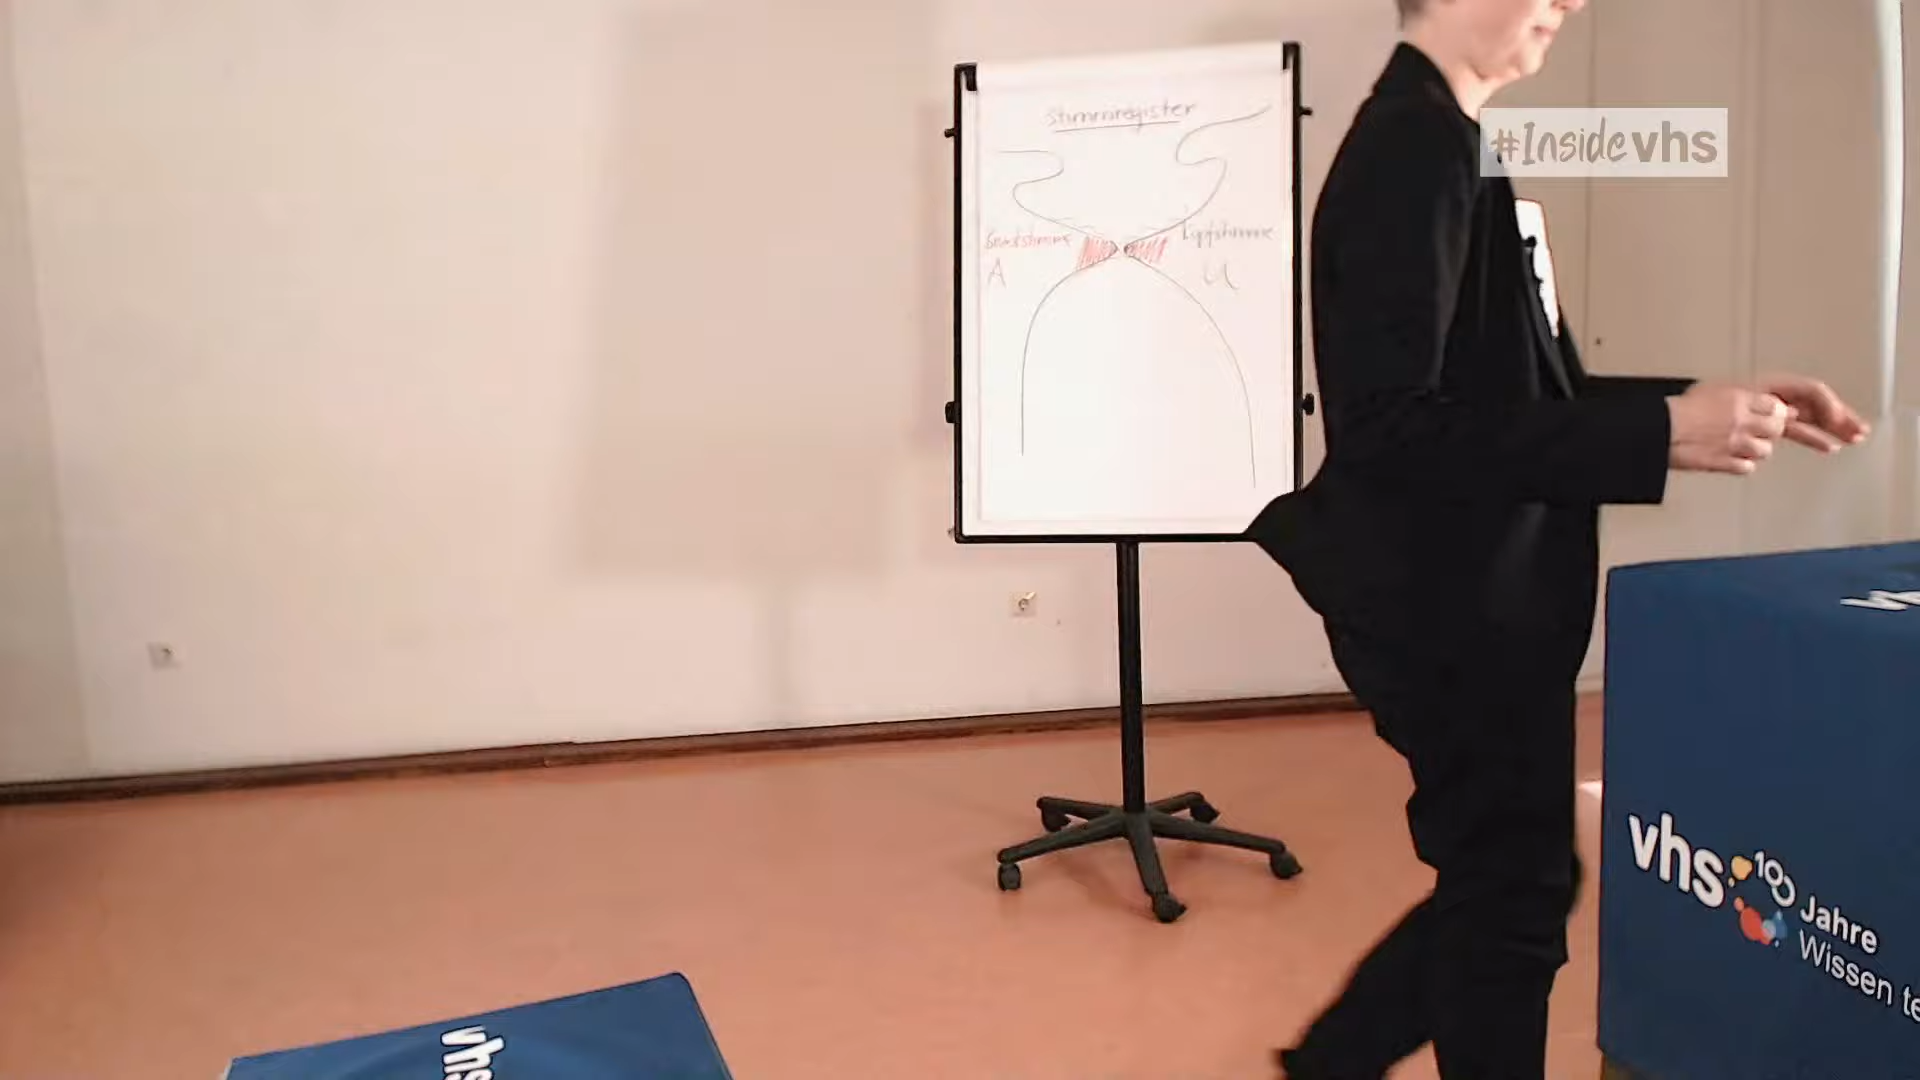 Stimmregister
#Insidevhs
Bruststimme
Kopfstimme
A
U
vhs
100
Jahre
Wissen te
vhs